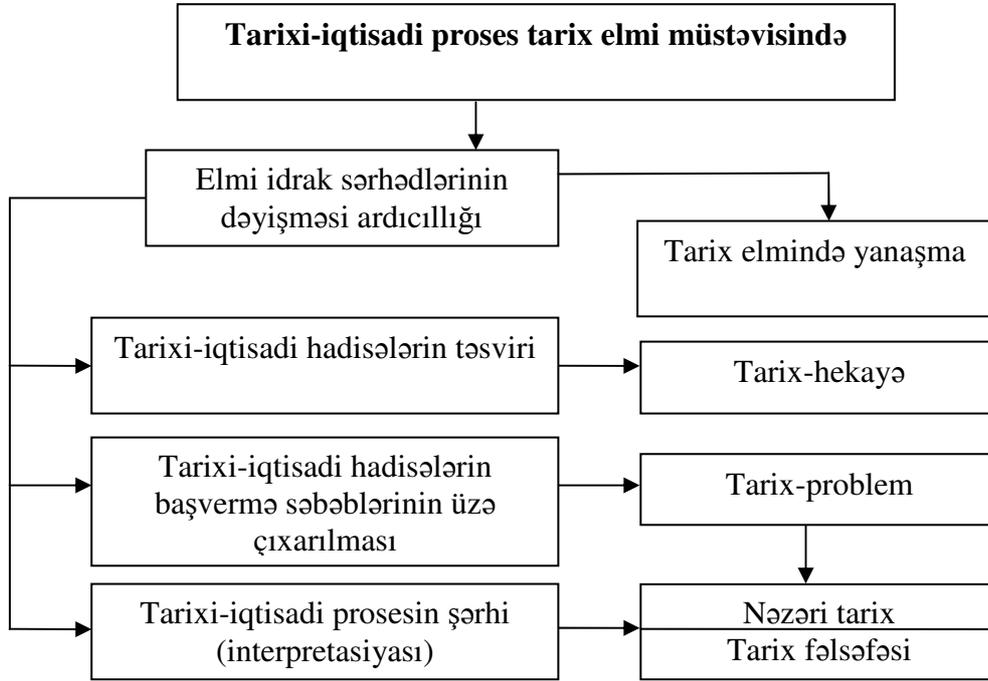 Tarixi-iqtisadi proses tarix elmi müstəvisində
Elmi idrak sərhədlərinin
dəyişməsi ardıcıllığı
Tarix elmində yanaşma
Tarixi-iqtisadi hadisələrin təsviri
Tarix-hekayə
Tarixi-iqtisadi hadisələrin
başvermə səbəblərinin üzə
çıxarılması
Tarix-problem
Tarixi-iqtisadi prosesin şərhi
(interpretasiyası)
Nəzəri tarix
Tarix fəlsəfəsi